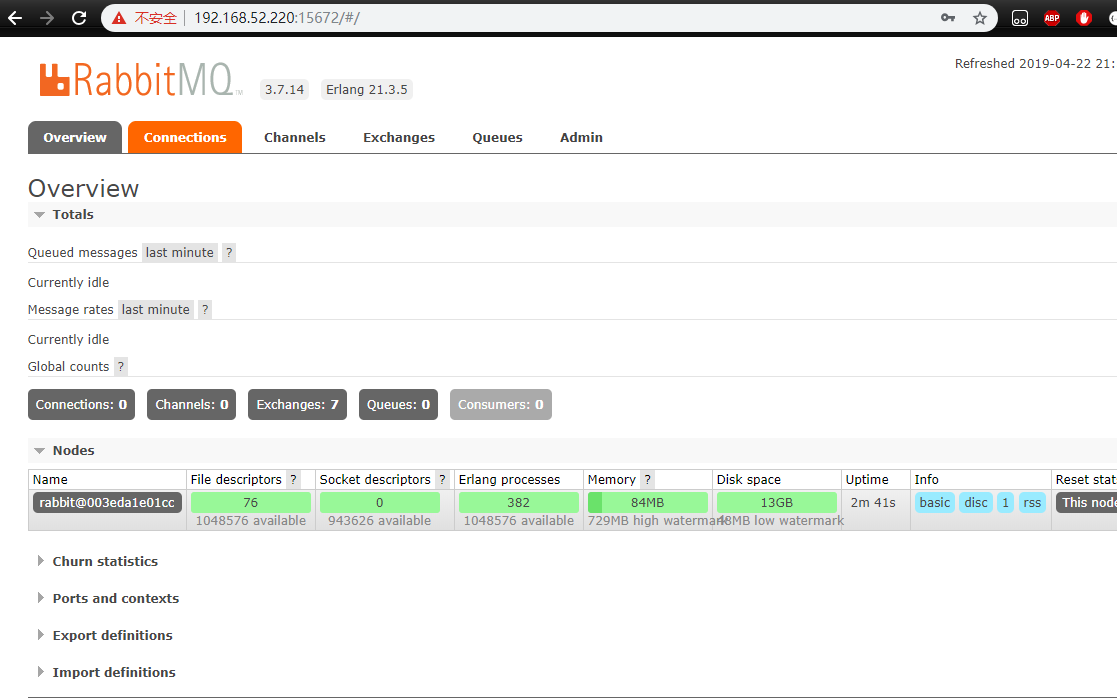 不安全 192.168.52.220:15672/#/
ABP
RabbitMQ TM 3.7.14 Erlang 21.3.5
Refreshed 2019-04-22 21:
Overview Connections Channels Exchanges Queues Admin
Overview
Totals
Queued messages last minute ?
Currently idle
Message rates last minute ?
Currently idle
Global counts ?
Connections: 0 Channels: 0 Exchanges: 7 Queues: 0 Consumers: 0
Nodes
Name File descriptors ? Socket descriptors ? Erlang processes Memory ? Disk space Uptime Info Reset stat
rabbit@003eda1e01cc 76 0 382 84MB 13GB 2m 41s basic disc 1 rss This node
1048576 available 943626 available 1048576 available 729MB high watermark 48MB low watermark
Churn statistics
Ports and contexts
Export definitions
Import definitions